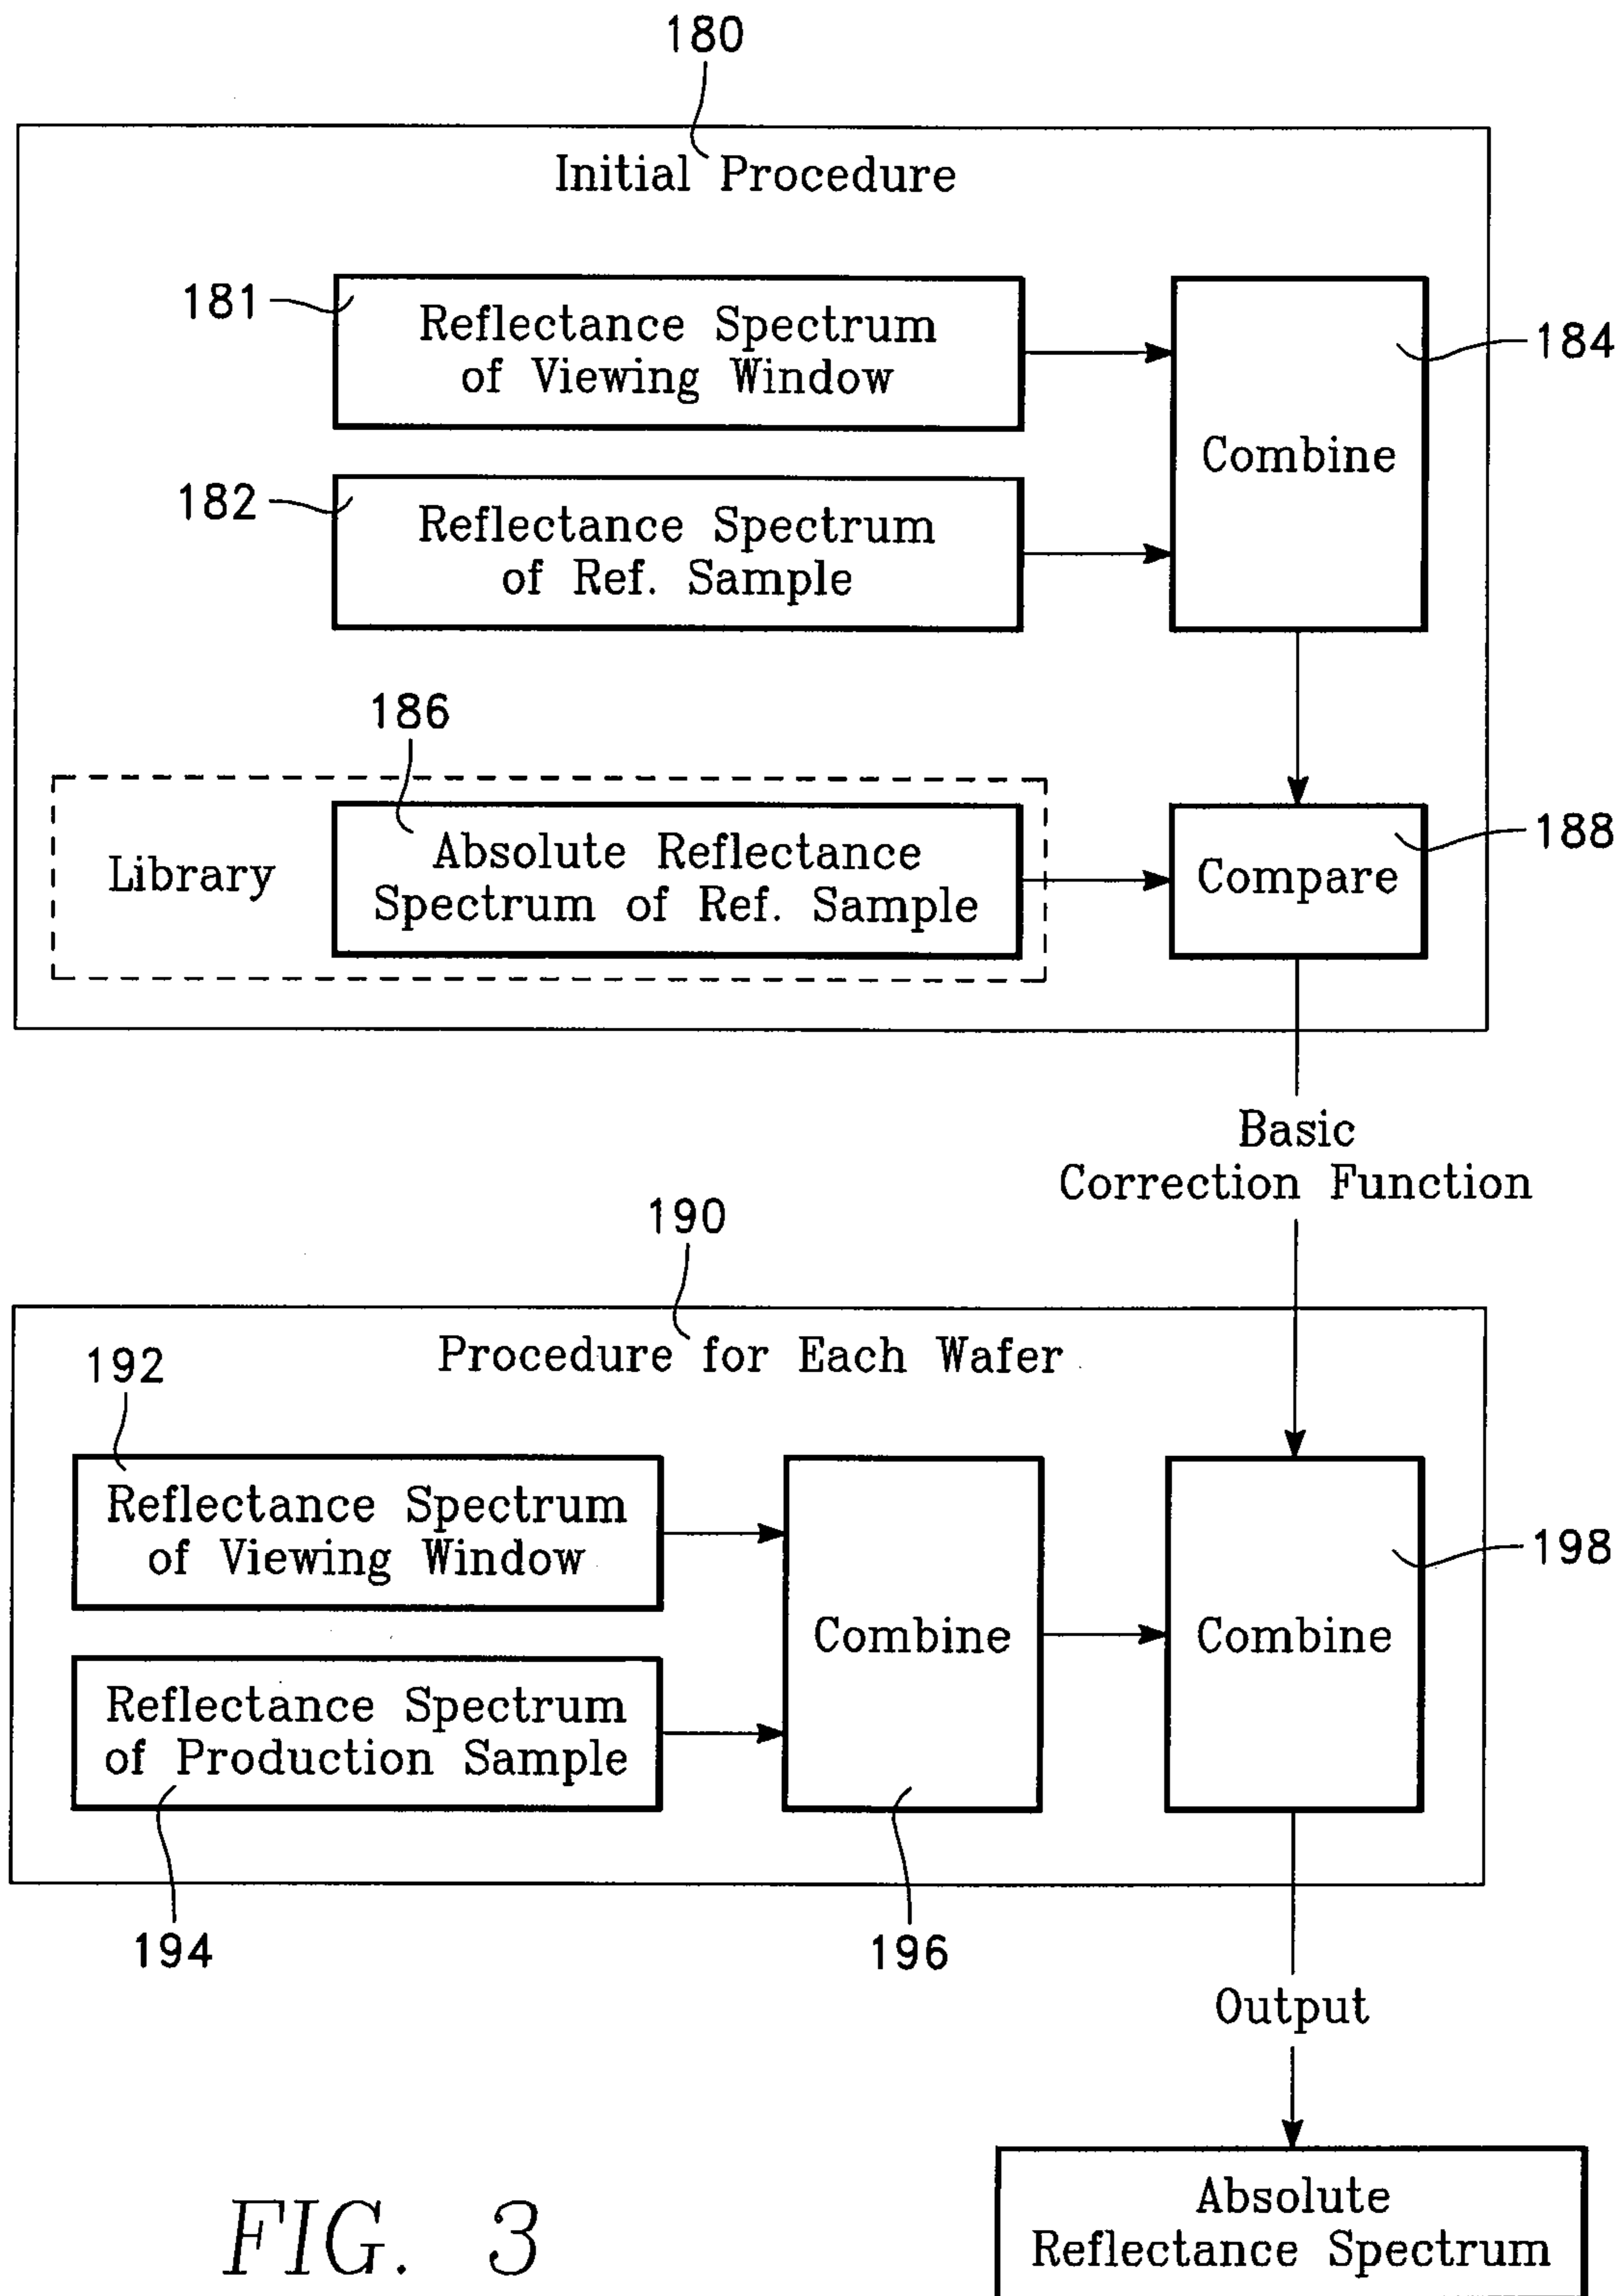 180
Initial Procedure
181
Reflectance Spectrum
of Viewing Window
184
Combine
182
Reflectance Spectrum
of Ref. Sample
186
Library
Absolute Reflectance
Spectrum of Ref. Sample
188
Compare
Basic
Correction Function
190
Procedure for Each Wafer
192
Reflectance Spectrum
of Viewing Window
198
Combine
Combine
Reflectance Spectrum
of Production Sample
194
196
Output
Absolute
Reflectance Spectrum
FIG. 3